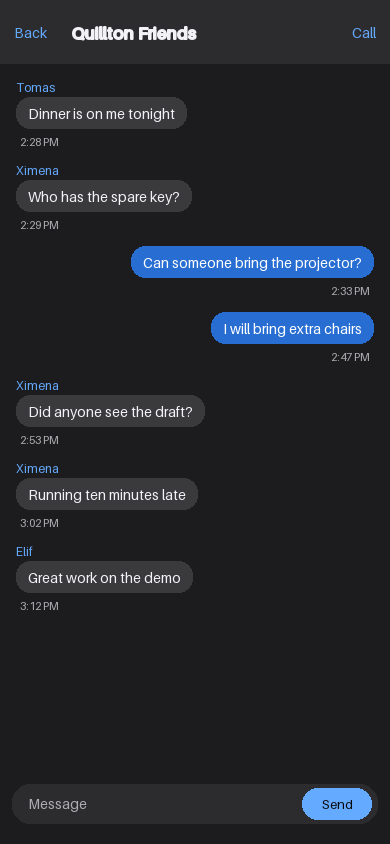 Back
Quillton Friends
Call
Tomas
Dinner is on me tonight
2:28 PM
Ximena
Who has the spare key?
2:29 PM
Can someone bring the projector?
2:33 PM
I will bring extra chairs
2:47 PM
Ximena
Did anyone see the draft?
2:53 PM
Ximena
Running ten minutes late
3:02 PM
Elif
Great work on the demo
3:12 PM
Message
Send